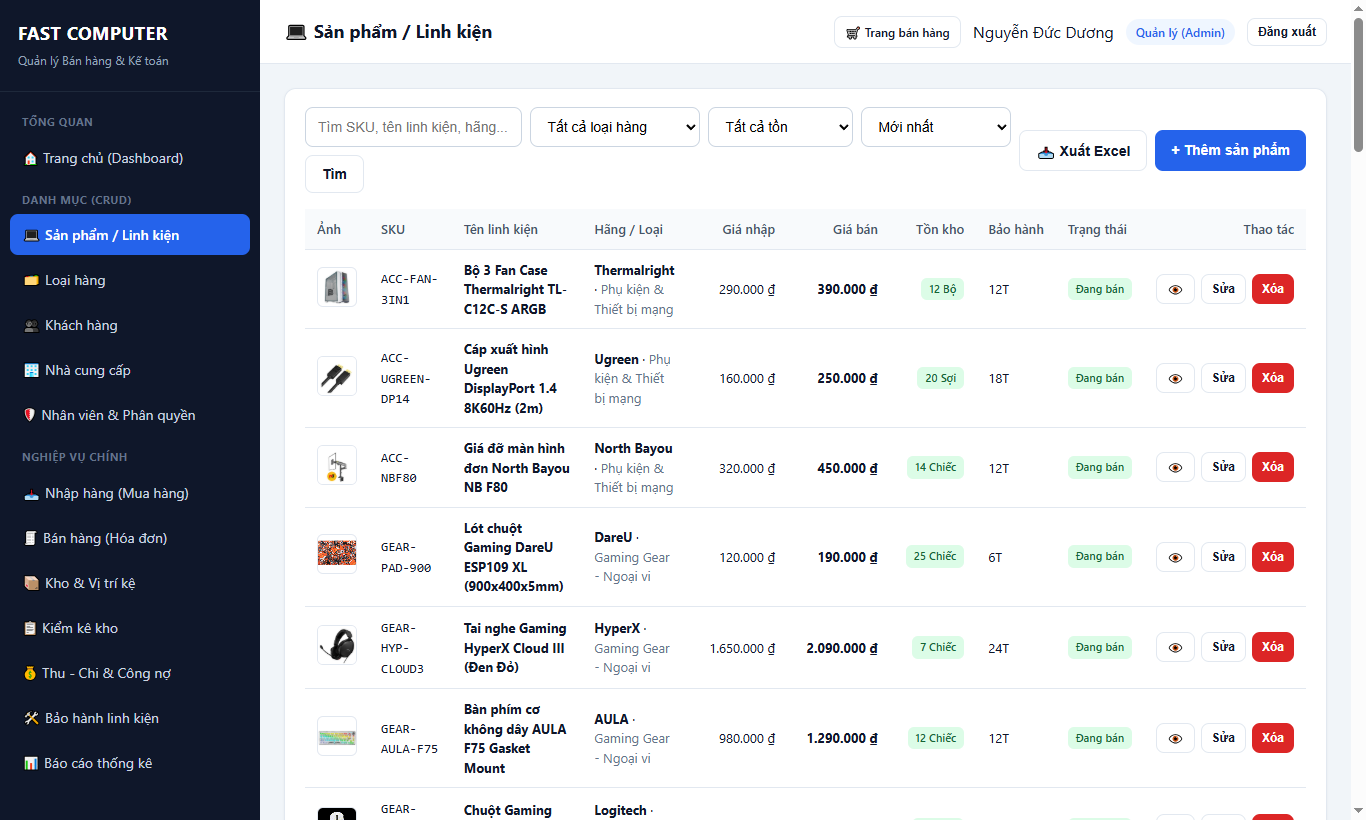 FAST COMPUTER
Quản lý Bán hàng & Kế toán
TỔNG QUAN
Trang chủ (Dashboard)
DANH MỤC (CRUD)
Sản phẩm / Linh kiện
Loại hàng
Khách hàng
Nhà cung cấp
Nhân viên & Phân quyền
NGHIỆP VỤ CHÍNH
Nhập hàng (Mua hàng)
Bán hàng (Hóa đơn)
Kho & Vị trí kệ
Kiểm kê kho
Thu - Chi & Công nợ
Bảo hành linh kiện
Báo cáo thống kê
Sản phẩm / Linh kiện
Trang bán hàng
Nguyễn Đức Dương
Quản lý (Admin)
Đăng xuất
Tìm SKU, tên linh kiện, hãng...
Tất cả loại hàng
Tất cả tồn
Mới nhất
Tìm
Xuất Excel
+ Thêm sản phẩm
Ảnh SKU Tên linh kiện Hãng / Loại Giá nhập Giá bán Tồn kho Bảo hành Trạng thái Thao tác
ACC-FAN-
3IN1
Bộ 3 Fan Case
Thermalright TL-
C12C-S ARGB
Thermalright
· Phụ kiện &
Thiết bị mạng
290.000 ₫ 390.000 ₫ 12 Bộ 12T Đang bán Sửa Xóa
ACC-
UGREEN-
DP14
Cáp xuất hình
Ugreen
DisplayPort 1.4
8K60Hz (2m)
Ugreen · Phụ
kiện & Thiết
bị mạng
160.000 ₫ 250.000 ₫ 20 Sợi 18T Đang bán Sửa Xóa
ACC-
NBF80
Giá đỡ màn hình
đơn North Bayou
NB F80
North Bayou
· Phụ kiện &
Thiết bị mạng
320.000 ₫ 450.000 ₫ 14 Chiếc 12T Đang bán Sửa Xóa
GEAR-
PAD-900
Lót chuột
Gaming DareU
ESP109 XL
(900x400x5mm)
DareU ·
Gaming Gear
- Ngoại vi
120.000 ₫ 190.000 ₫ 25 Chiếc 6T Đang bán Sửa Xóa
GEAR-
HYP-
CLOUD3
Tai nghe Gaming
HyperX Cloud III
(Đen Đỏ)
HyperX ·
Gaming Gear
- Ngoại vi
1.650.000 ₫ 2.090.000 ₫ 7 Chiếc 24T Đang bán Sửa Xóa
GEAR-
AULA-F75
Bàn phím cơ
không dây AULA
F75 Gasket
Mount
AULA ·
Gaming Gear
- Ngoại vi
980.000 ₫ 1.290.000 ₫ 12 Chiếc 12T Đang bán Sửa Xóa
GEAR-
Chuột Gaming
Logitech ·